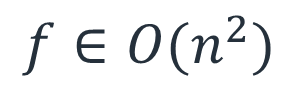 f ∈ O(n²)